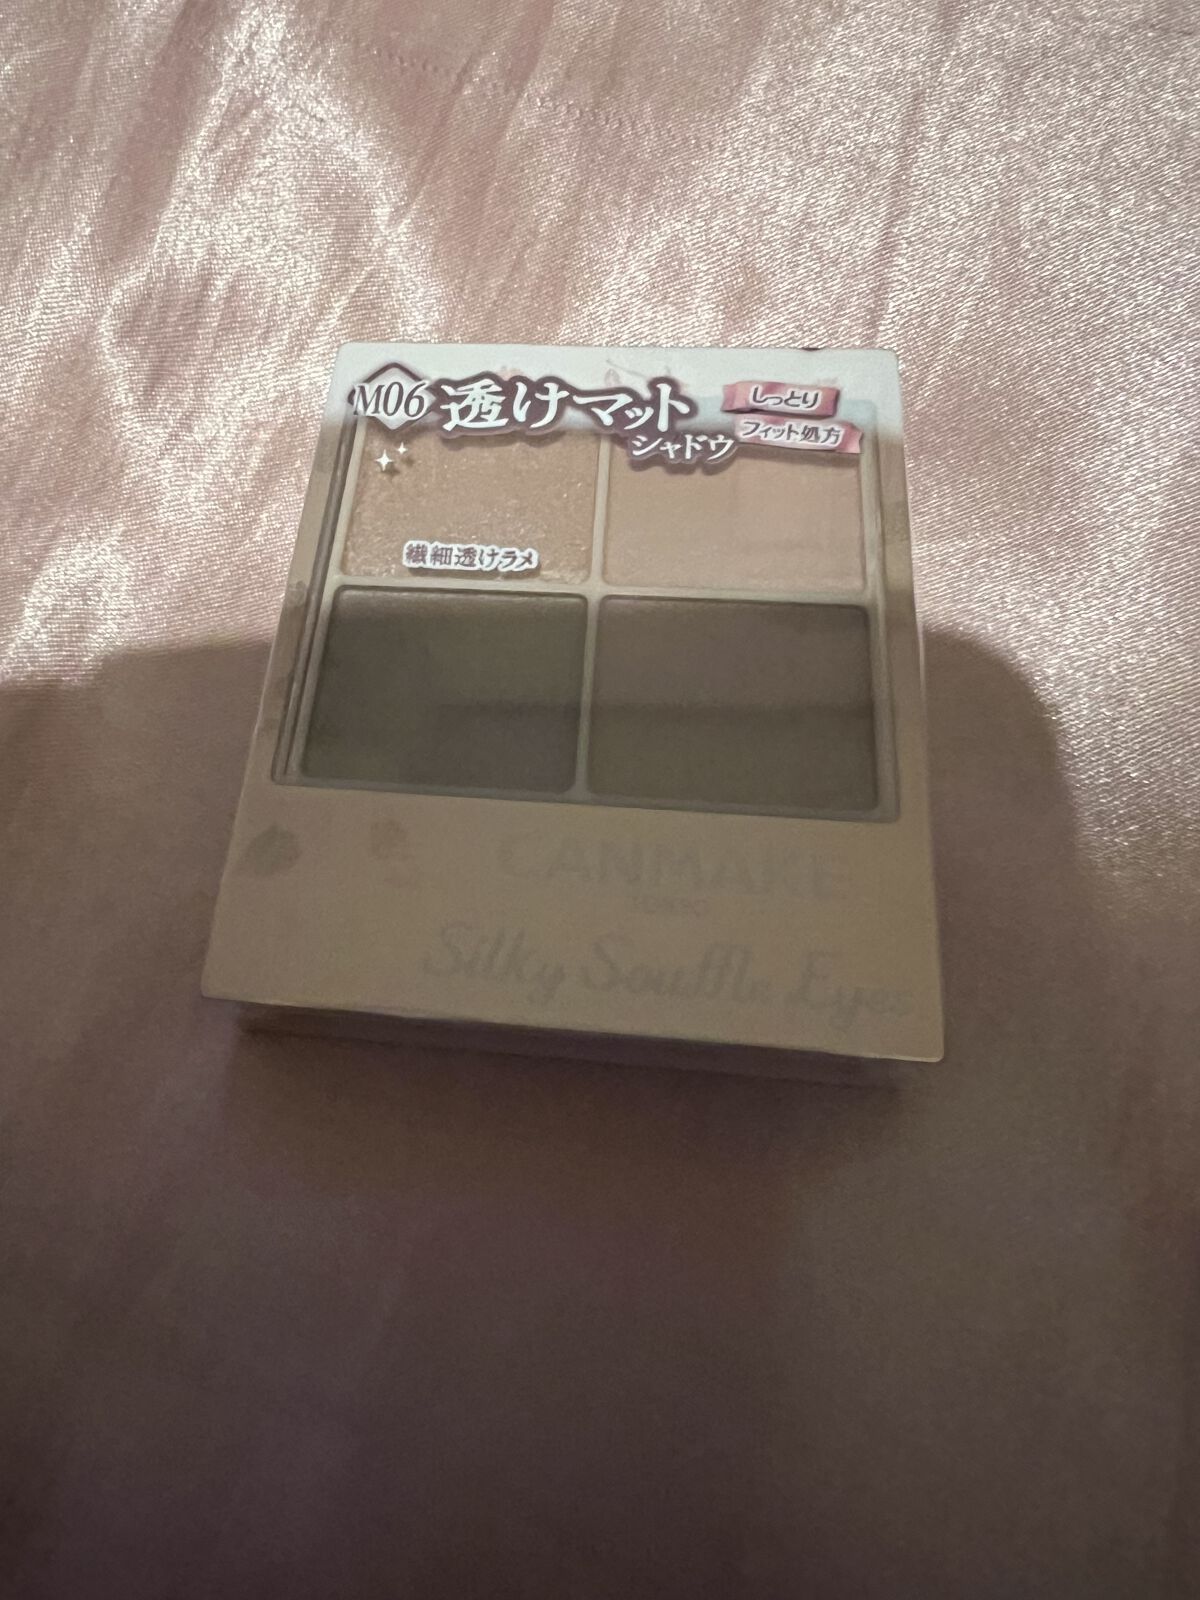 M06 透けマット
シャドウ
しっとり
フィット処方
繊細透けラメ
CANMAKE
TOKYO
Silky Souffle Eyes